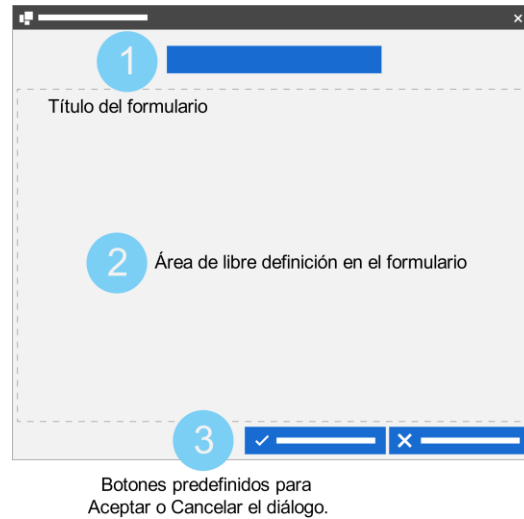 1
Título del formulario
2
Área de libre definición en el formulario
3
Botones predefinidos para
Aceptar o Cancelar el diálogo.